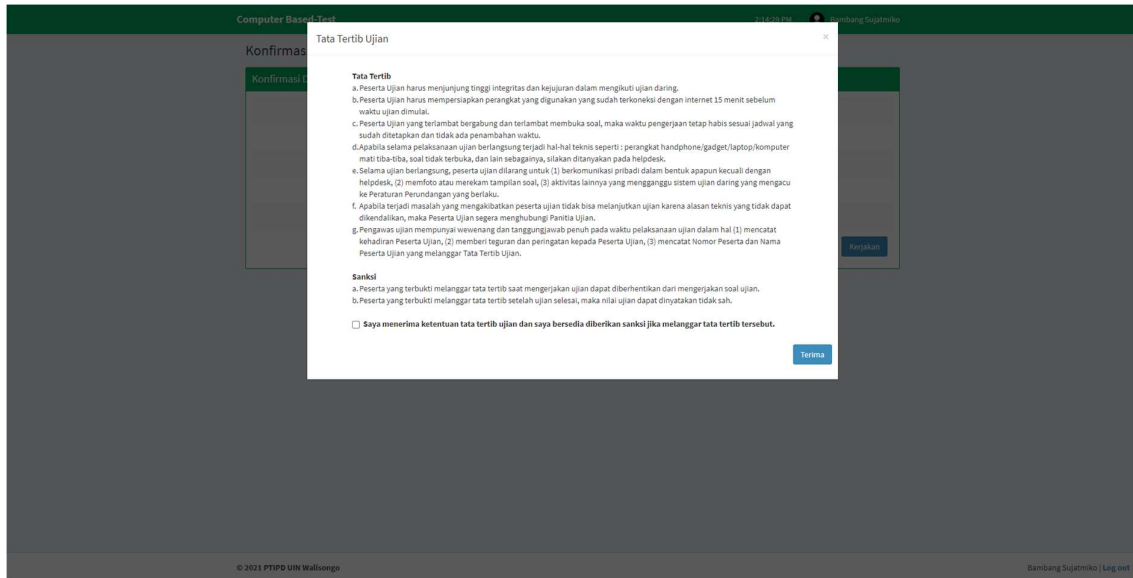 Computer Based-Test
2:14:29 PM
Bambang Sujatmiko
Konfirmas
Tata Tertib Ujian
×
Konfirmasi D
Tata Tertib
a. Peserta Ujian harus menjunjung tinggi integritas dan kejujuran dalam mengikuti ujian daring.
b. Peserta Ujian harus mempersiapkan perangkat yang digunakan yang sudah terkoneksi dengan internet 15 menit sebelum
waktu ujian dimulai.
c. Peserta Ujian yang terlambat bergabung dan terlambat membuka soal, maka waktu pengerjaan tetap habis sesuai jadwal yang
sudah ditetapkan dan tidak ada penambahan waktu.
d. Apabila selama pelaksanaan ujian berlangsung terjadi hal-hal teknis seperti : perangkat handphone/gadget/laptop/komputer
mati tiba-tiba, soal tidak terbuka, dan lain sebagainya, silakan ditanyakan pada helpdesk.
e. Selama ujian berlangsung, peserta ujian dilarang untuk (1) berkomunikasi pribadi dalam bentuk apapun kecuali dengan
helpdesk, (2) memfoto atau merekam tampilan soal, (3) aktivitas lainnya yang mengganggu sistem ujian daring yang mengacu
ke Peraturan Perundangan yang berlaku.
f. Apabila terjadi masalah yang mengakibatkan peserta ujian tidak bisa melanjutkan ujian karena alasan teknis yang tidak dapat
dikendalikan, maka Peserta Ujian segera menghubungi Panitia Ujian.
g. Pengawas ujian mempunyai wewenang dan tanggungjawab penuh pada waktu pelaksanaan ujian dalam hal (1) mencatat
kehadiran Peserta Ujian, (2) memberi teguran dan peringatan kepada Peserta Ujian, (3) mencatat Nomor Peserta dan Nama
Peserta Ujian yang melanggar Tata Tertib Ujian.
Kerjakan
Sanksi
a. Peserta yang terbukti melanggar tata tertib saat mengerjakan ujian dapat diberhentikan dari mengerjakan soal ujian.
b. Peserta yang terbukti melanggar tata tertib setelah ujian selesai, maka nilai ujian dapat dinyatakan tidak sah.
Saya menerima ketentuan tata tertib ujian dan saya bersedia diberikan sanksi jika melanggar tata tertib tersebut.
Terima
© 2021 PTIPD UIN Walisongo
Bambang Sujatmiko | Log out